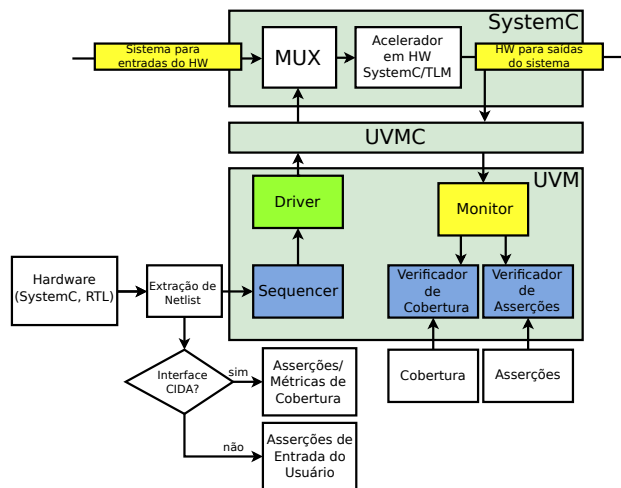 SystemC
Sistema para
entradas do HW
MUX
Acelerador
em HW
SystemC/TLM
HW para saídas
do sistema
UVMC
UVM
Driver
Monitor
Hardware
(SystemC, RTL)
Extração de
Netlist
Sequencer
Verificador
de
Cobertura
Verificador
de
Asserções
Interface
CIDA?
sim
Asserções/
Métricas de
Cobertura
Cobertura
Asserções
não
Asserções de
Entrada do
Usuário